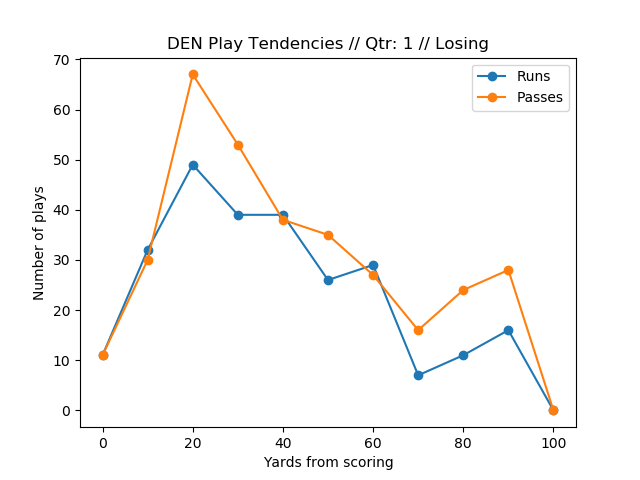 DEN Play Tendencies // Qtr: 1 // Losing
Runs
Passes
Number of plays
70
60
50
40
30
20
10
0
0 20 40 60 80 100
Yards from scoring